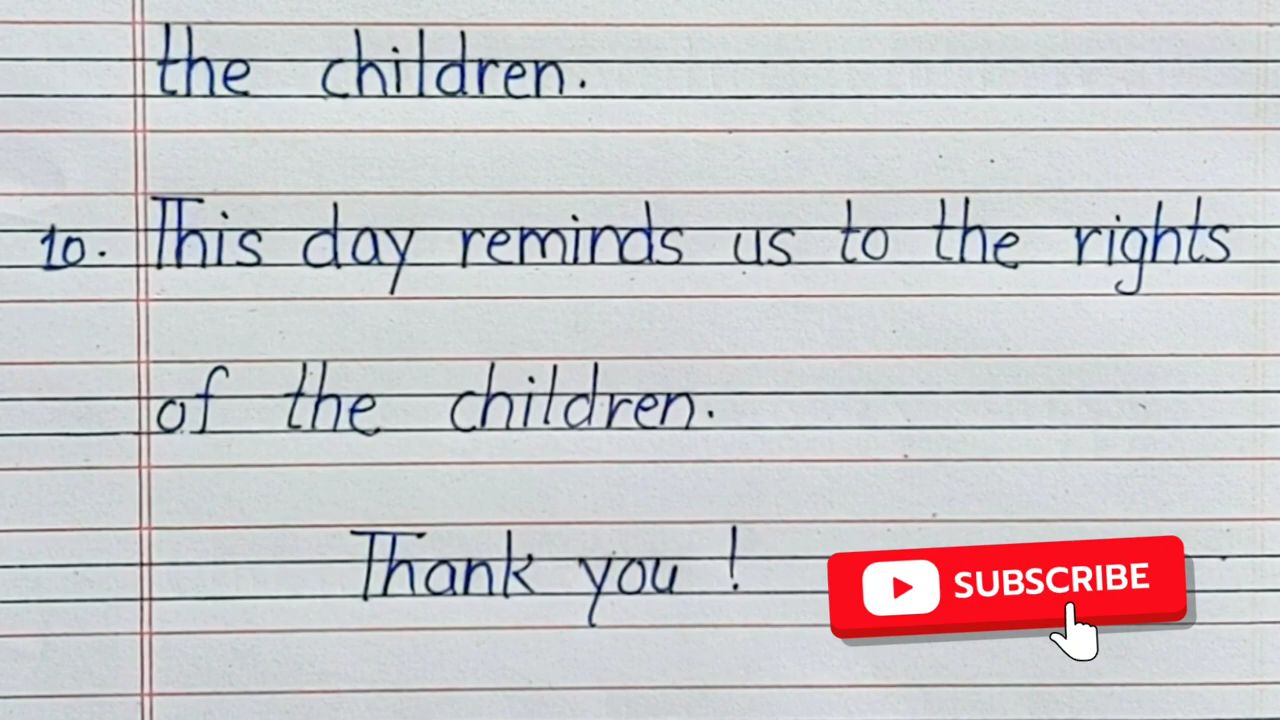 the children.
10. This day reminds us to the rights
of the children.
Thank you !
SUBSCRIBE